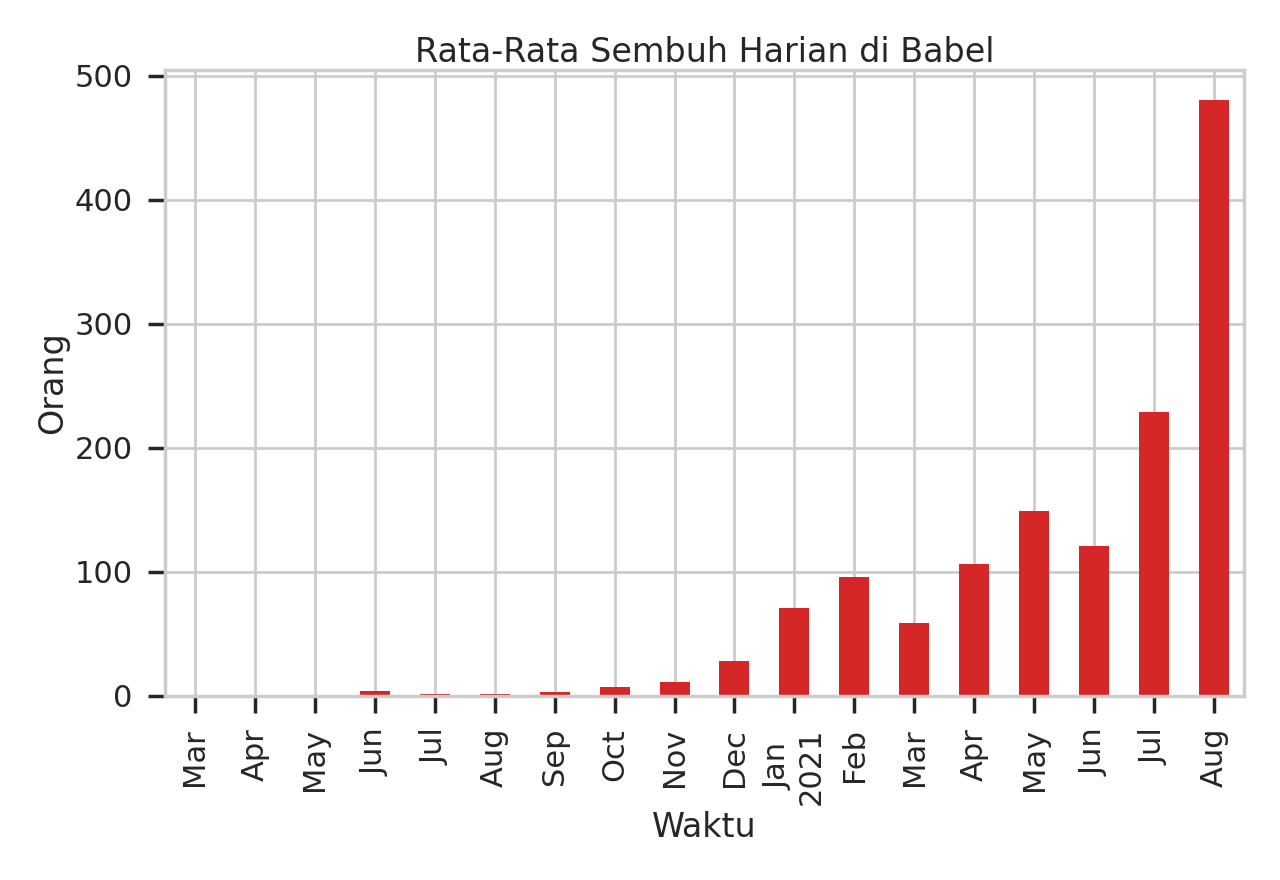 Rata-Rata Sembuh Harian di Babel
500
400
300
200
100
0
Orang
Mar
Apr
May
Jun
Jul
Aug
Sep
Oct
Nov
Dec
Jan
2021
Feb
Mar
Apr
May
Jun
Jul
Aug
Waktu